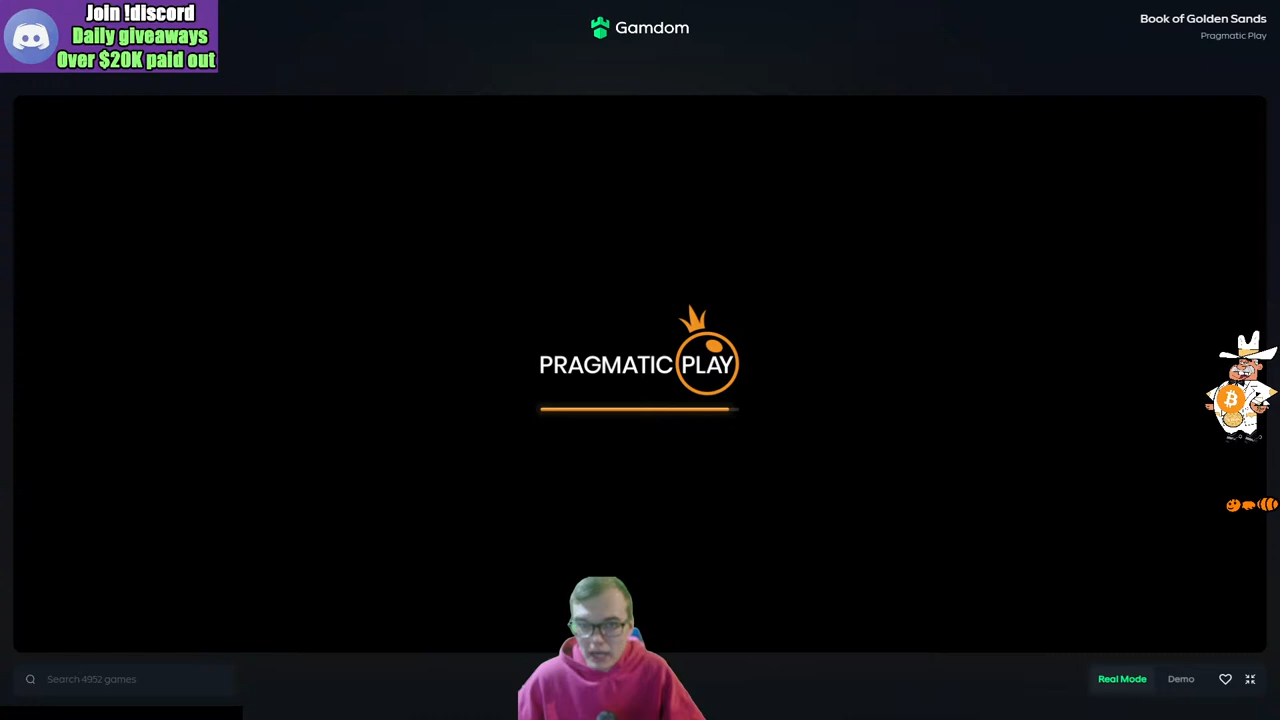 Join !discord
Daily giveaways
Over $20K paid out
Gamdom
Book of Golden Sands
Pragmatic Play
PRAGMATIC PLAY
Search 4952 games
Real Mode
Demo